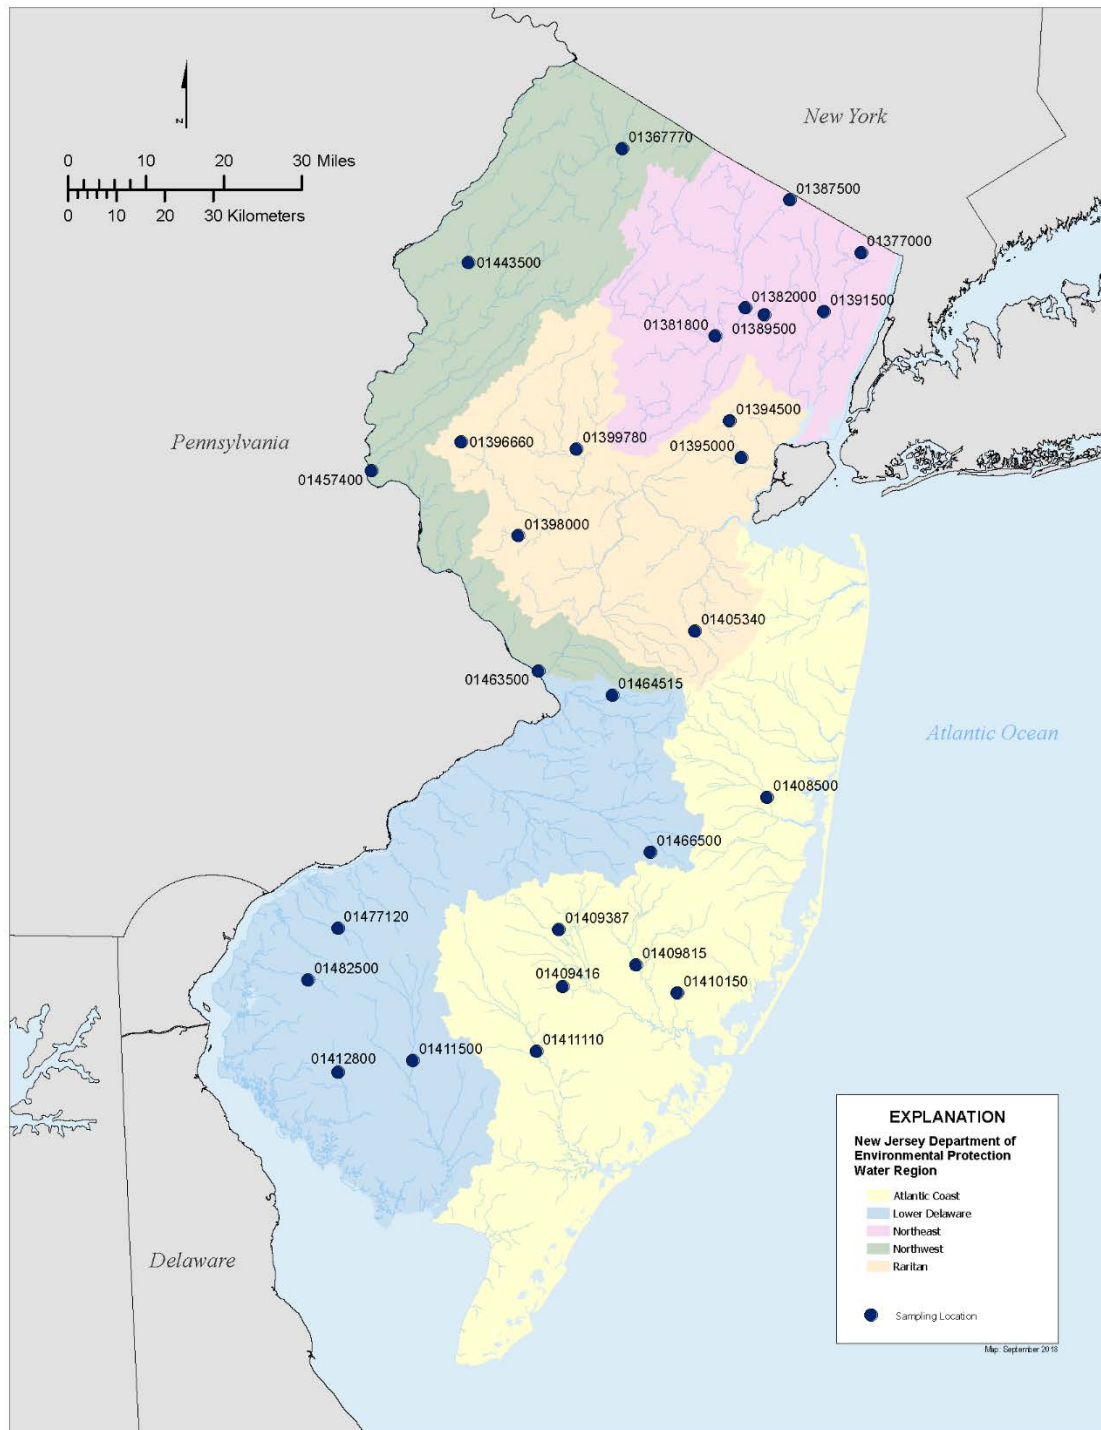 New York
N
0 10 20 30 Miles
0 10 20 30 Kilometers
01367770
01387500
01377000
01443500
01382000
01391500
01381800
01389500
01394500
01396660
01399780
01395000
Pennsylvania
01457400
01398000
01405340
01463500
01464515
Atlantic Ocean
01408500
01466500
01477120
01409387
01409815
01482500
01409416
01410150
01412800
01411500
01411110
EXPLANATION
New Jersey Department of
Environmental Protection
Water Region
Atlantic Coast
Lower Delaware
Northeast
Northwest
Raritan
Sampling Location
Map: September 2018
Delaware